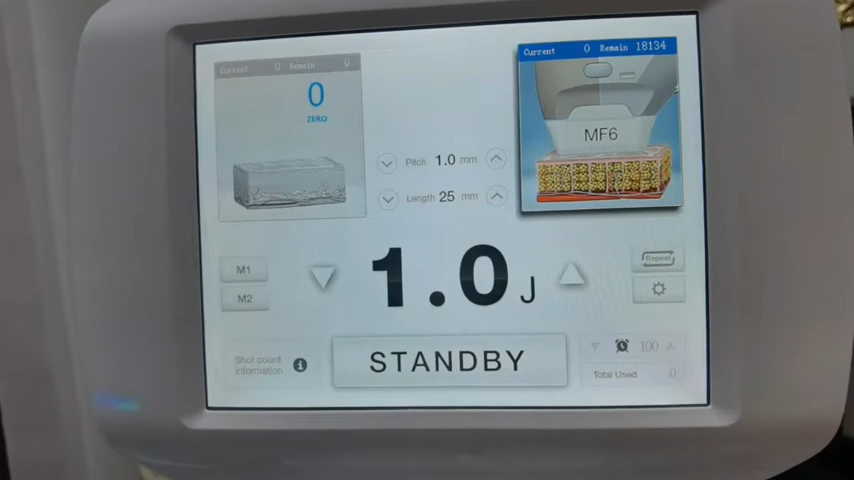 Current 0 Remain 0
0
ZERO
Current 0 Remain 18134
MF6
Pitch 1.0 mm
Length 25 mm
M1
M2
1.0 J
Repeat
Shot count
information
STANDBY
100
Total Used 0